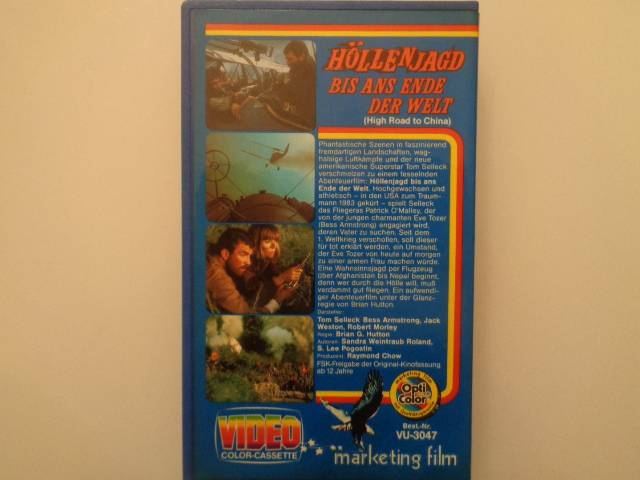 HÖLLENJAGD
BIS ANS ENDE
DER WELT
(High Road to China)
Phantastische Szenen in faszinierend
fremdartigen Landschaften, wag-
halsige Luftkämpfe und der neue
amerikanische Superstar Tom Selleck
verschmelzen zu einem fesselnden
Abenteuerfilm: Höllenjagd bis ans
Ende der Welt. Hochgewachsen und
athletisch – in den USA zum Traum-
mann 1983 gekürt – spielt Selleck
das Fliegeras Patrick O'Malley, der
von der jungen charmanten Eve Tozer
(Bess Armstrong) engagiert wird,
deren Vater zu suchen. Seit dem
1. Weltkrieg verschollen, soll dieser
für tot erklärt werden, ein Umstand,
der Eve Tozer von heute auf morgen
zu einer armen Frau machen würde.
Eine Wahnsinnsjagd per Flugzeug
über Afghanistan bis Nepal beginnt,
denn wer durch die Hölle will, muß
verdammt gut fliegen. Ein aufwendi-
ger Abenteuerfilm unter der Glanz-
regie von Brian Hutton.
Darsteller:
Tom Selleck Bess Armstrong, Jack
Weston, Robert Morley
Regie: Brian G. Hutton
Autoren: Sandra Weintraub Roland,
S. Lee Pogostin
Produzent: Raymond Chow
FSK-Freigabe der Original-Kinofassung
ab 12 Jahre
marketing film
Opti
Color
Best.-Nr.
VU-3047
VIDEO
COLOR-CASSETTE
marketing film